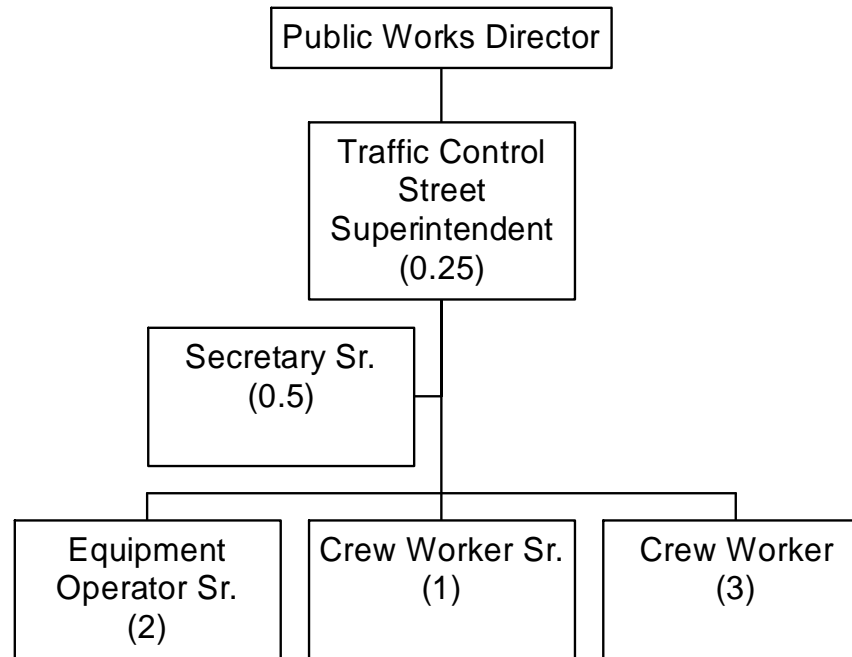 Public Works Director
Traffic Control
Street
Superintendent
(0.25)
Secretary Sr.
(0.5)
Equipment
Operator Sr.
(2)
Crew Worker Sr.
(1)
Crew Worker
(3)